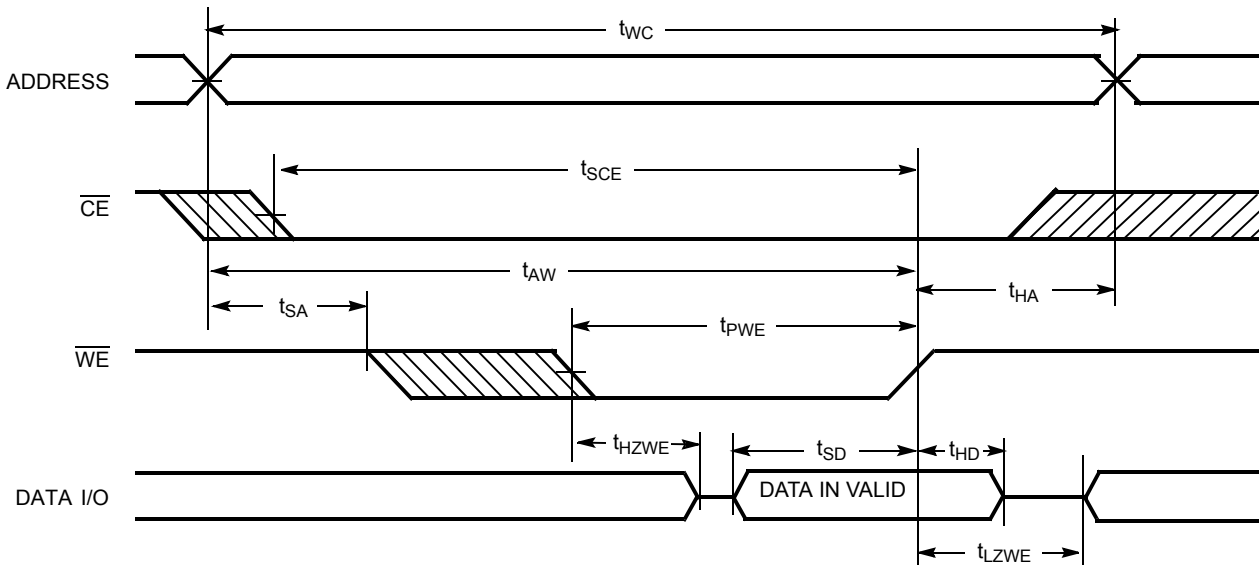 tWC
ADDRESS
tSCE
CE
tAW
tSA
tHA
tPWE
WE
tHZWE
tSD
tHD
DATA I/O
DATA IN VALID
tLZWE